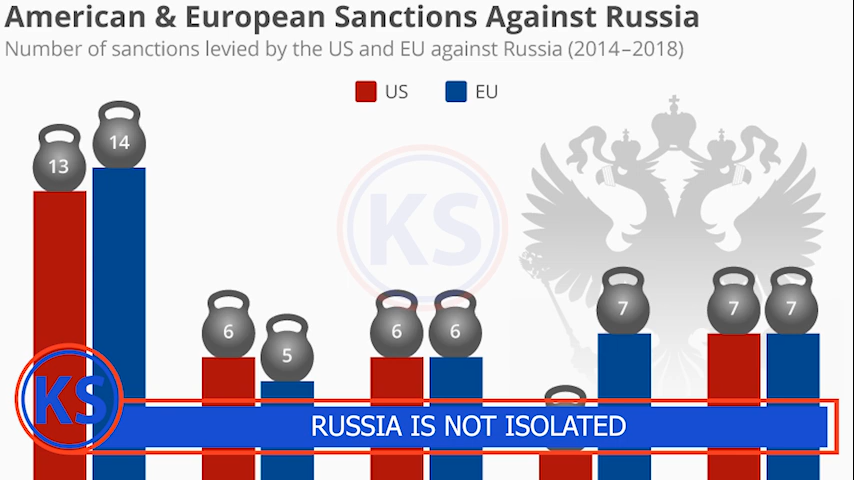 American & European Sanctions Against Russia
Number of sanctions levied by the US and EU against Russia (2014–2018)
US EU
14
13
KS
7 7 7
6 6 6
5
KS
RUSSIA IS NOT ISOLATED